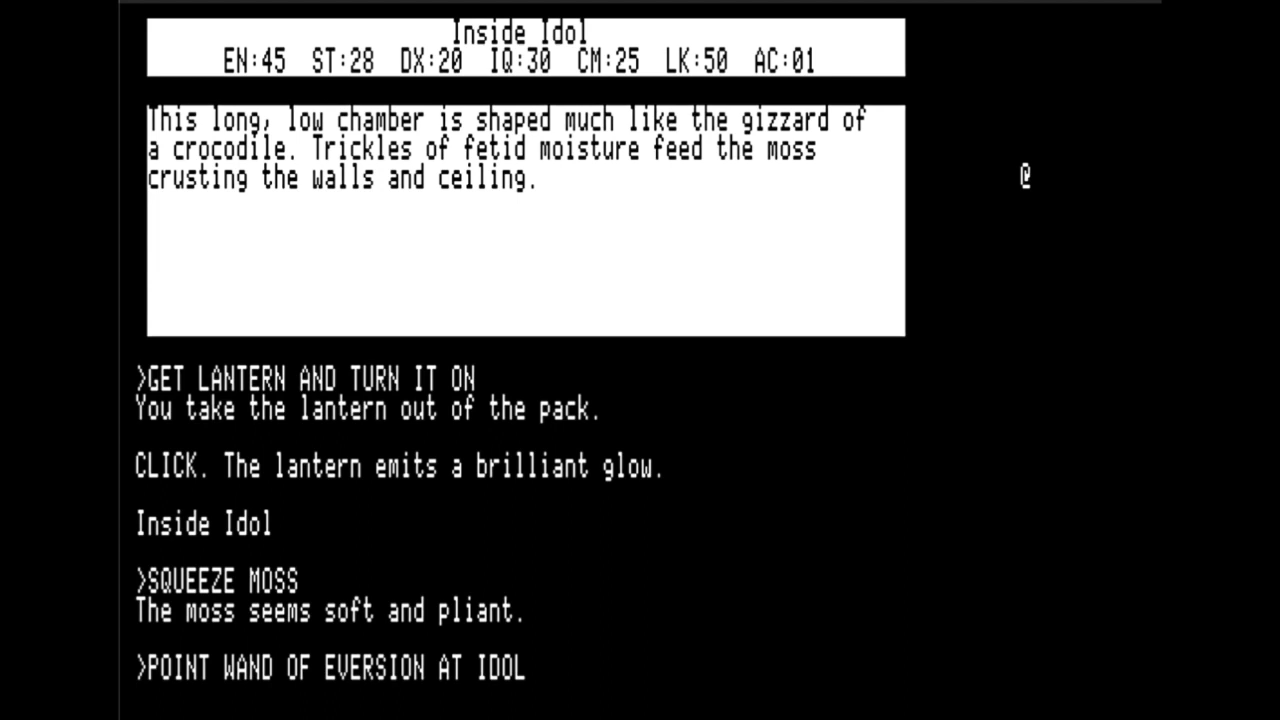 Inside Idol
EN:45 ST:28 DX:20 IQ:30 CM:25 LK:50 AC:01
This long, low chamber is shaped much like the gizzard of
a crocodile. Trickles of fetid moisture feed the moss
crusting the walls and ceiling.
@
>GET LANTERN AND TURN IT ON
You take the lantern out of the pack.
CLICK. The lantern emits a brilliant glow.
Inside Idol
>SQUEEZE MOSS
The moss seems soft and pliant.
>POINT WAND OF EVERSION AT IDOL